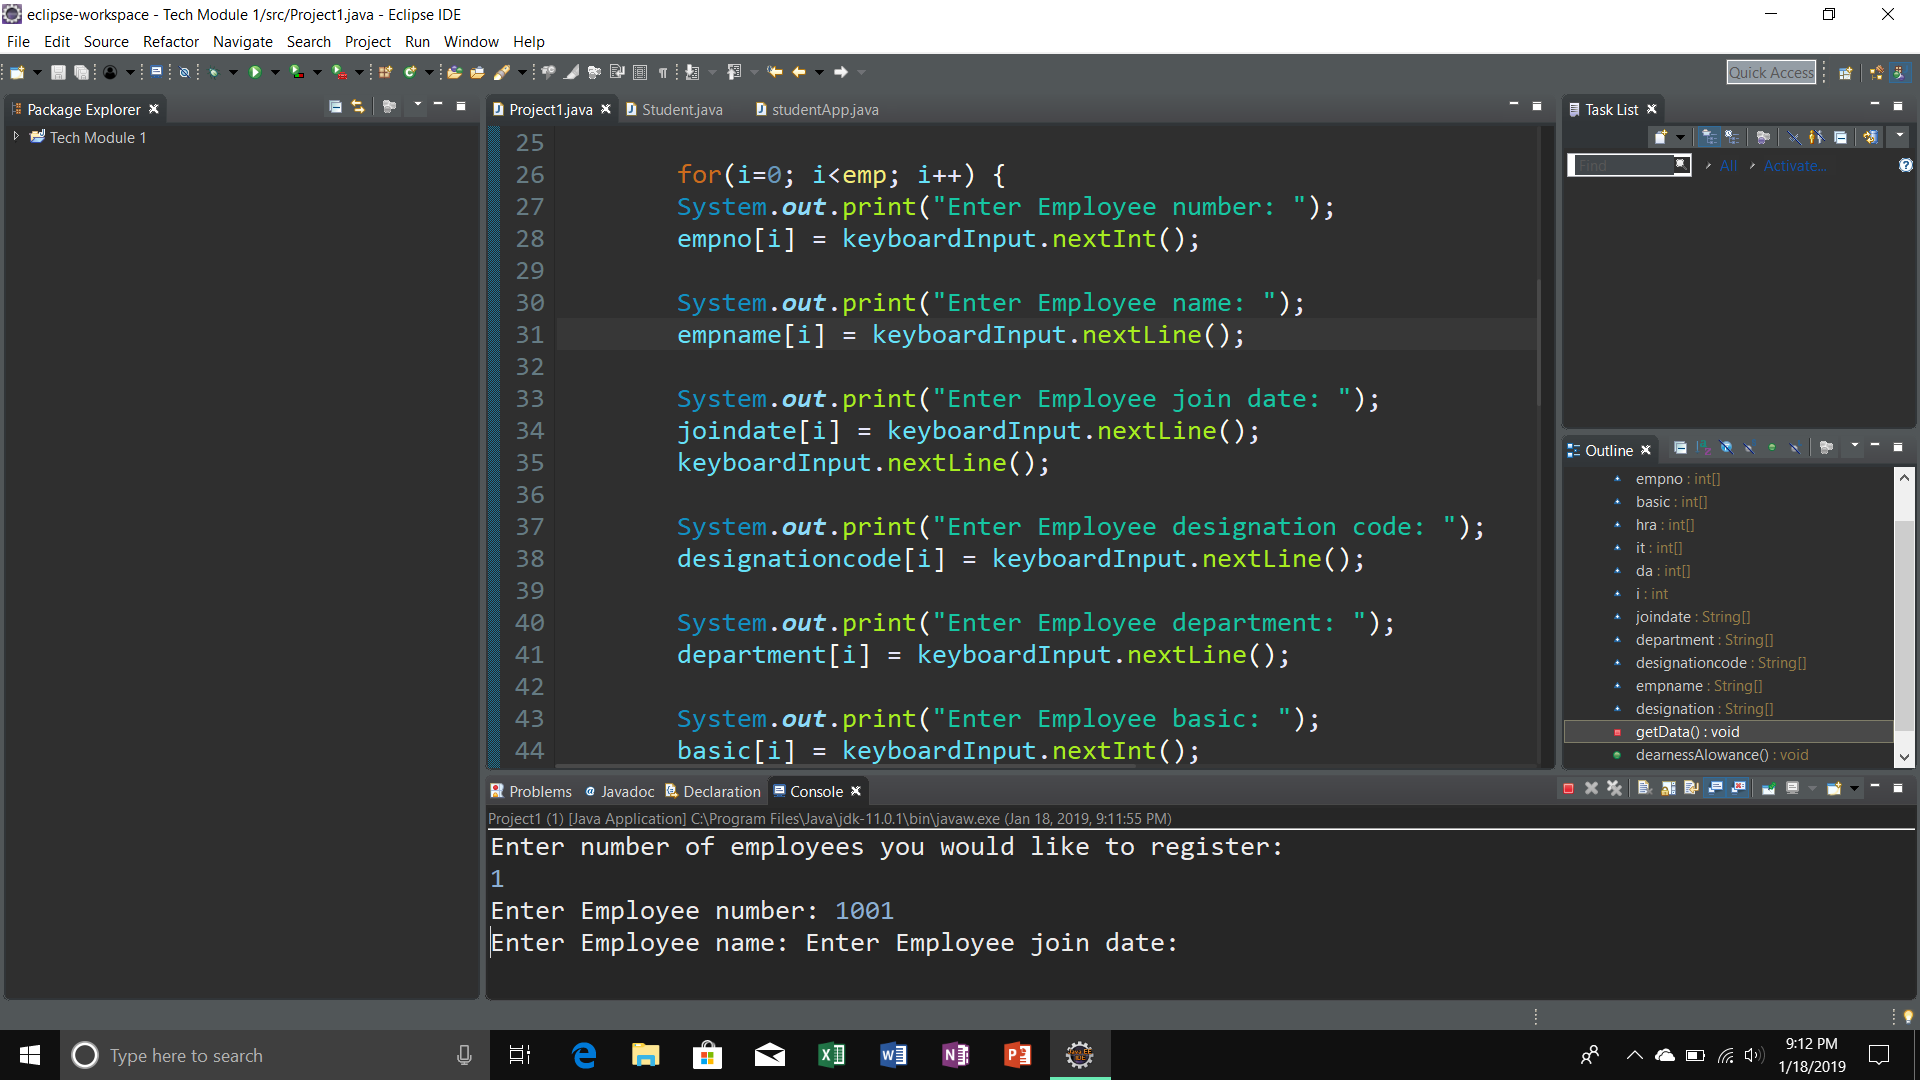 eclipse-workspace - Tech Module 1/src/Project1.java - Eclipse IDE
File Edit Source Refactor Navigate Search Project Run Window Help
Quick Access
Package Explorer
Tech Module 1
Project1.java Student.java studentApp.java
25
26 for(i=0; i<emp; i++) {
27 System.out.print("Enter Employee number: ");
28 empno[i] = keyboardInput.nextInt();
29
30 System.out.print("Enter Employee name: ");
31 empname[i] = keyboardInput.nextLine();
32
33 System.out.print("Enter Employee join date: ");
34 joindate[i] = keyboardInput.nextLine();
35 keyboardInput.nextLine();
36
37 System.out.print("Enter Employee designation code: ");
38 designationcode[i] = keyboardInput.nextLine();
39
40 System.out.print("Enter Employee department: ");
41 department[i] = keyboardInput.nextLine();
42
43 System.out.print("Enter Employee basic: ");
44 basic[i] = keyboardInput.nextInt();
Task List
Find All Activate...
Outline
empno : int[]
basic : int[]
hra : int[]
it : int[]
da : int[]
i : int
joindate : String[]
department : String[]
designationcode : String[]
empname : String[]
designation : String[]
getData() : void
dearnessAlowance() : void
Problems Javadoc Declaration Console
Project1 (1) [Java Application] C:\Program Files\Java\jdk-11.0.1\bin\javaw.exe (Jan 18, 2019, 9:11:55 PM)
Enter number of employees you would like to register:
1
Enter Employee number: 1001
Enter Employee name: Enter Employee join date:
Type here to search
9:12 PM
1/18/2019